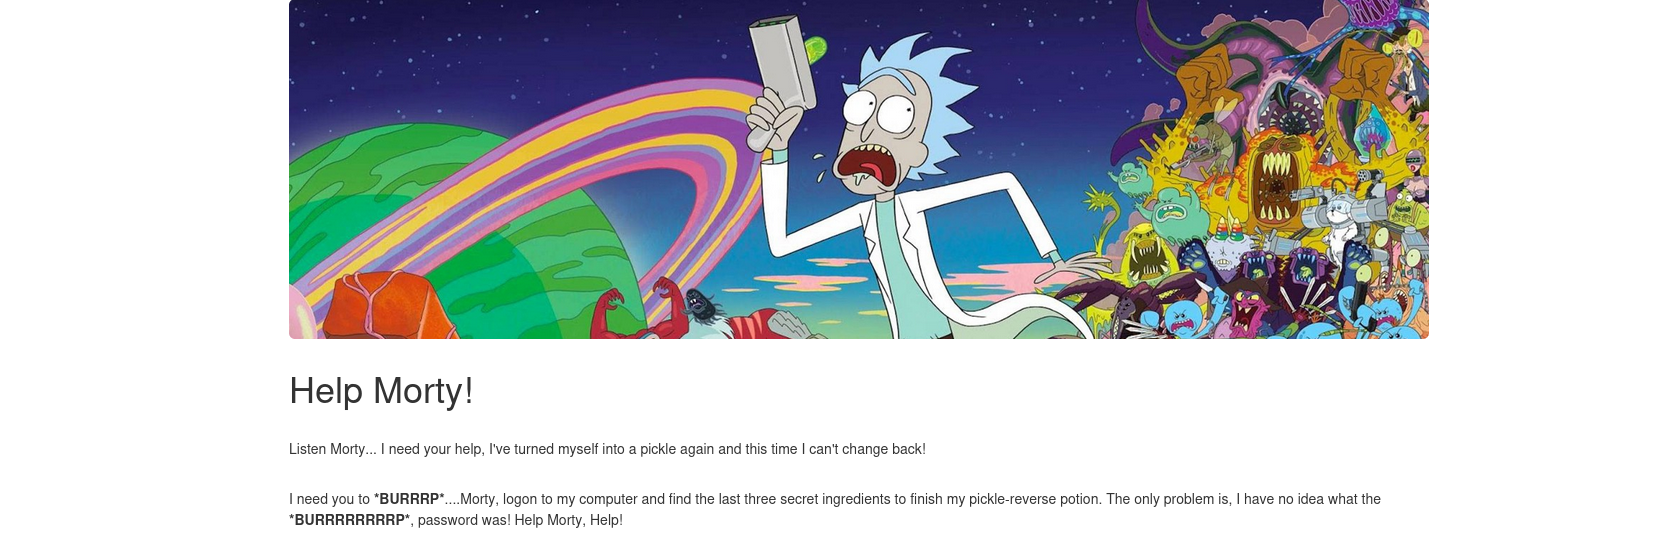 Help Morty!
Listen Morty... I need your help, I've turned myself into a pickle again and this time I can't change back!
I need you to *BURRRP*....Morty, logon to my computer and find the last three secret ingredients to finish my pickle-reverse potion. The only problem is, I have no idea what the
*BURRRRRRRRP*, password was! Help Morty, Help!